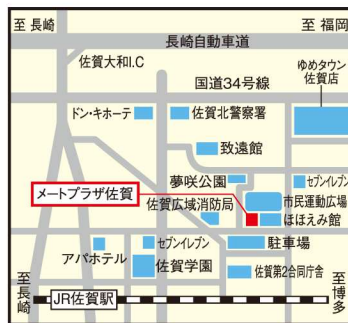 至 長崎
至 福岡
長崎自動車道
佐賀大和I.C
ゆめタウン
佐賀店
国道34号線
ドン・キホーテ
佐賀北警察署
致遠館
夢咲公園
セブンイレブン
メートプラザ佐賀
市民運動広場
佐賀広域消防局
ほほえみ館
セブンイレブン
駐車場
アパホテル
佐賀学園
佐賀第2合同庁舎
至長崎
JR佐賀駅
至博多